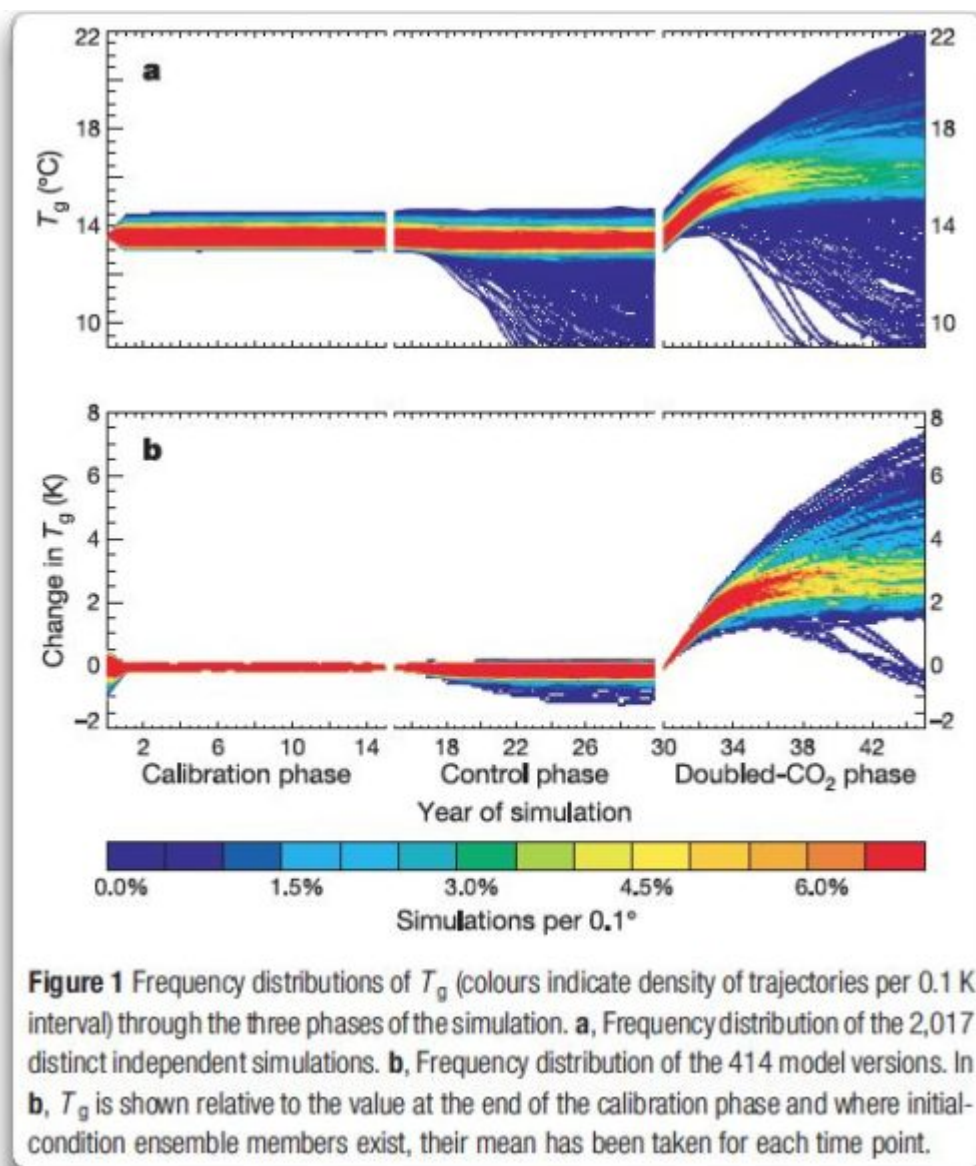 22
18
14
10
T g (°C)
a
22
18
14
10
8
6
4
2
0
–2
Change in T g (K)
b
8
6
4
2
0
–2
2 6 10 14 18 22 26 30 34 38 42
Calibration phase Control phase Doubled-CO₂ phase
Year of simulation
0.0% 1.5% 3.0% 4.5% 6.0%
Simulations per 0.1°
Figure 1 Frequency distributions of T g (colours indicate density of trajectories per 0.1 K
interval) through the three phases of the simulation. a, Frequency distribution of the 2,017
distinct independent simulations. b, Frequency distribution of the 414 model versions. In
b, T g is shown relative to the value at the end of the calibration phase and where initial-
condition ensemble members exist, their mean has been taken for each time point.